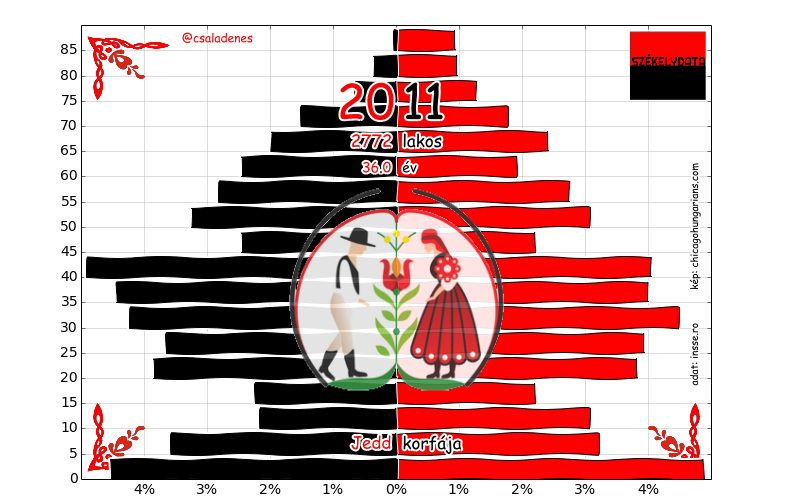 @csaladenes
SZÉKELYDATA
2011
2772 lakos
36.0 év
kép: chicagohungarians.com
adat: insse.ro
Jedd korfája
85
80
75
70
65
60
55
50
45
40
35
30
25
20
15
10
5
0
4% 3% 2% 1% 0% 1% 2% 3% 4%